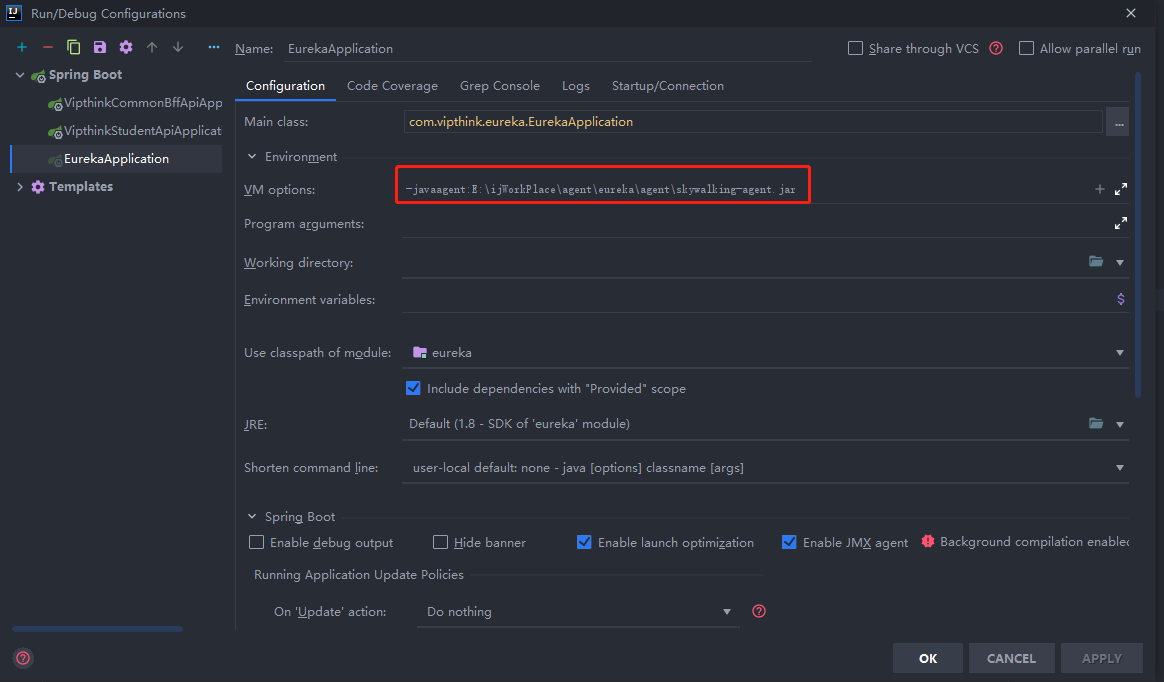 IJ Run/Debug Configurations
Name: EurekaApplication
Share through VCS
Allow parallel run
Spring Boot
VipthinkCommonBffApiApp
VipthinkStudentApiApplicat
EurekaApplication
Templates
Configuration Code Coverage Grep Console Logs Startup/Connection
Main class: com.vipthink.eureka.EurekaApplication ...
Environment
VM options: -javaagent:E:\ijWorkPlace\agent\eureka\agent\skywalking-agent.jar
Program arguments:
Working directory:
Environment variables: $
Use classpath of module: eureka
Include dependencies with "Provided" scope
JRE: Default (1.8 - SDK of 'eureka' module)
Shorten command line: user-local default: none - java [options] classname [args]
Spring Boot
Enable debug output Hide banner Enable launch optimization Enable JMX agent Background compilation enabled
Running Application Update Policies
On 'Update' action: Do nothing ?
? OK CANCEL APPLY